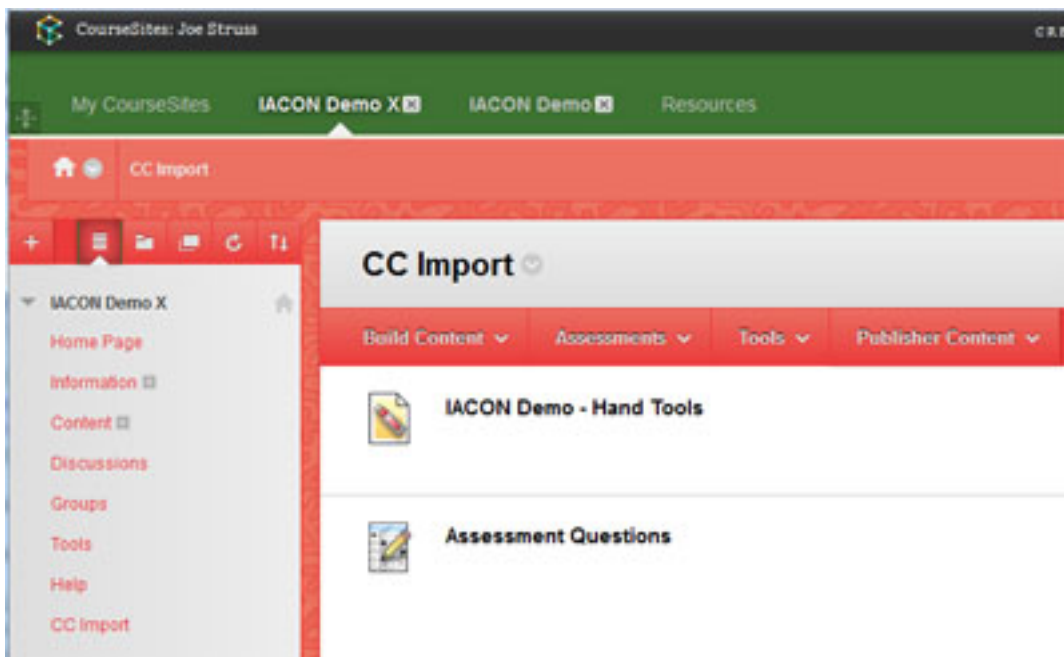 CourseSites: Joe Struss
My CourseSites IACON Demo X IACON Demo Resources
CC Import
CC Import
Build Content Assessments Tools Publisher Content
IACON Demo X
Home Page
Information
Content
Discussions
Groups
Tools
Help
CC Import
IACON Demo - Hand Tools
Assessment Questions